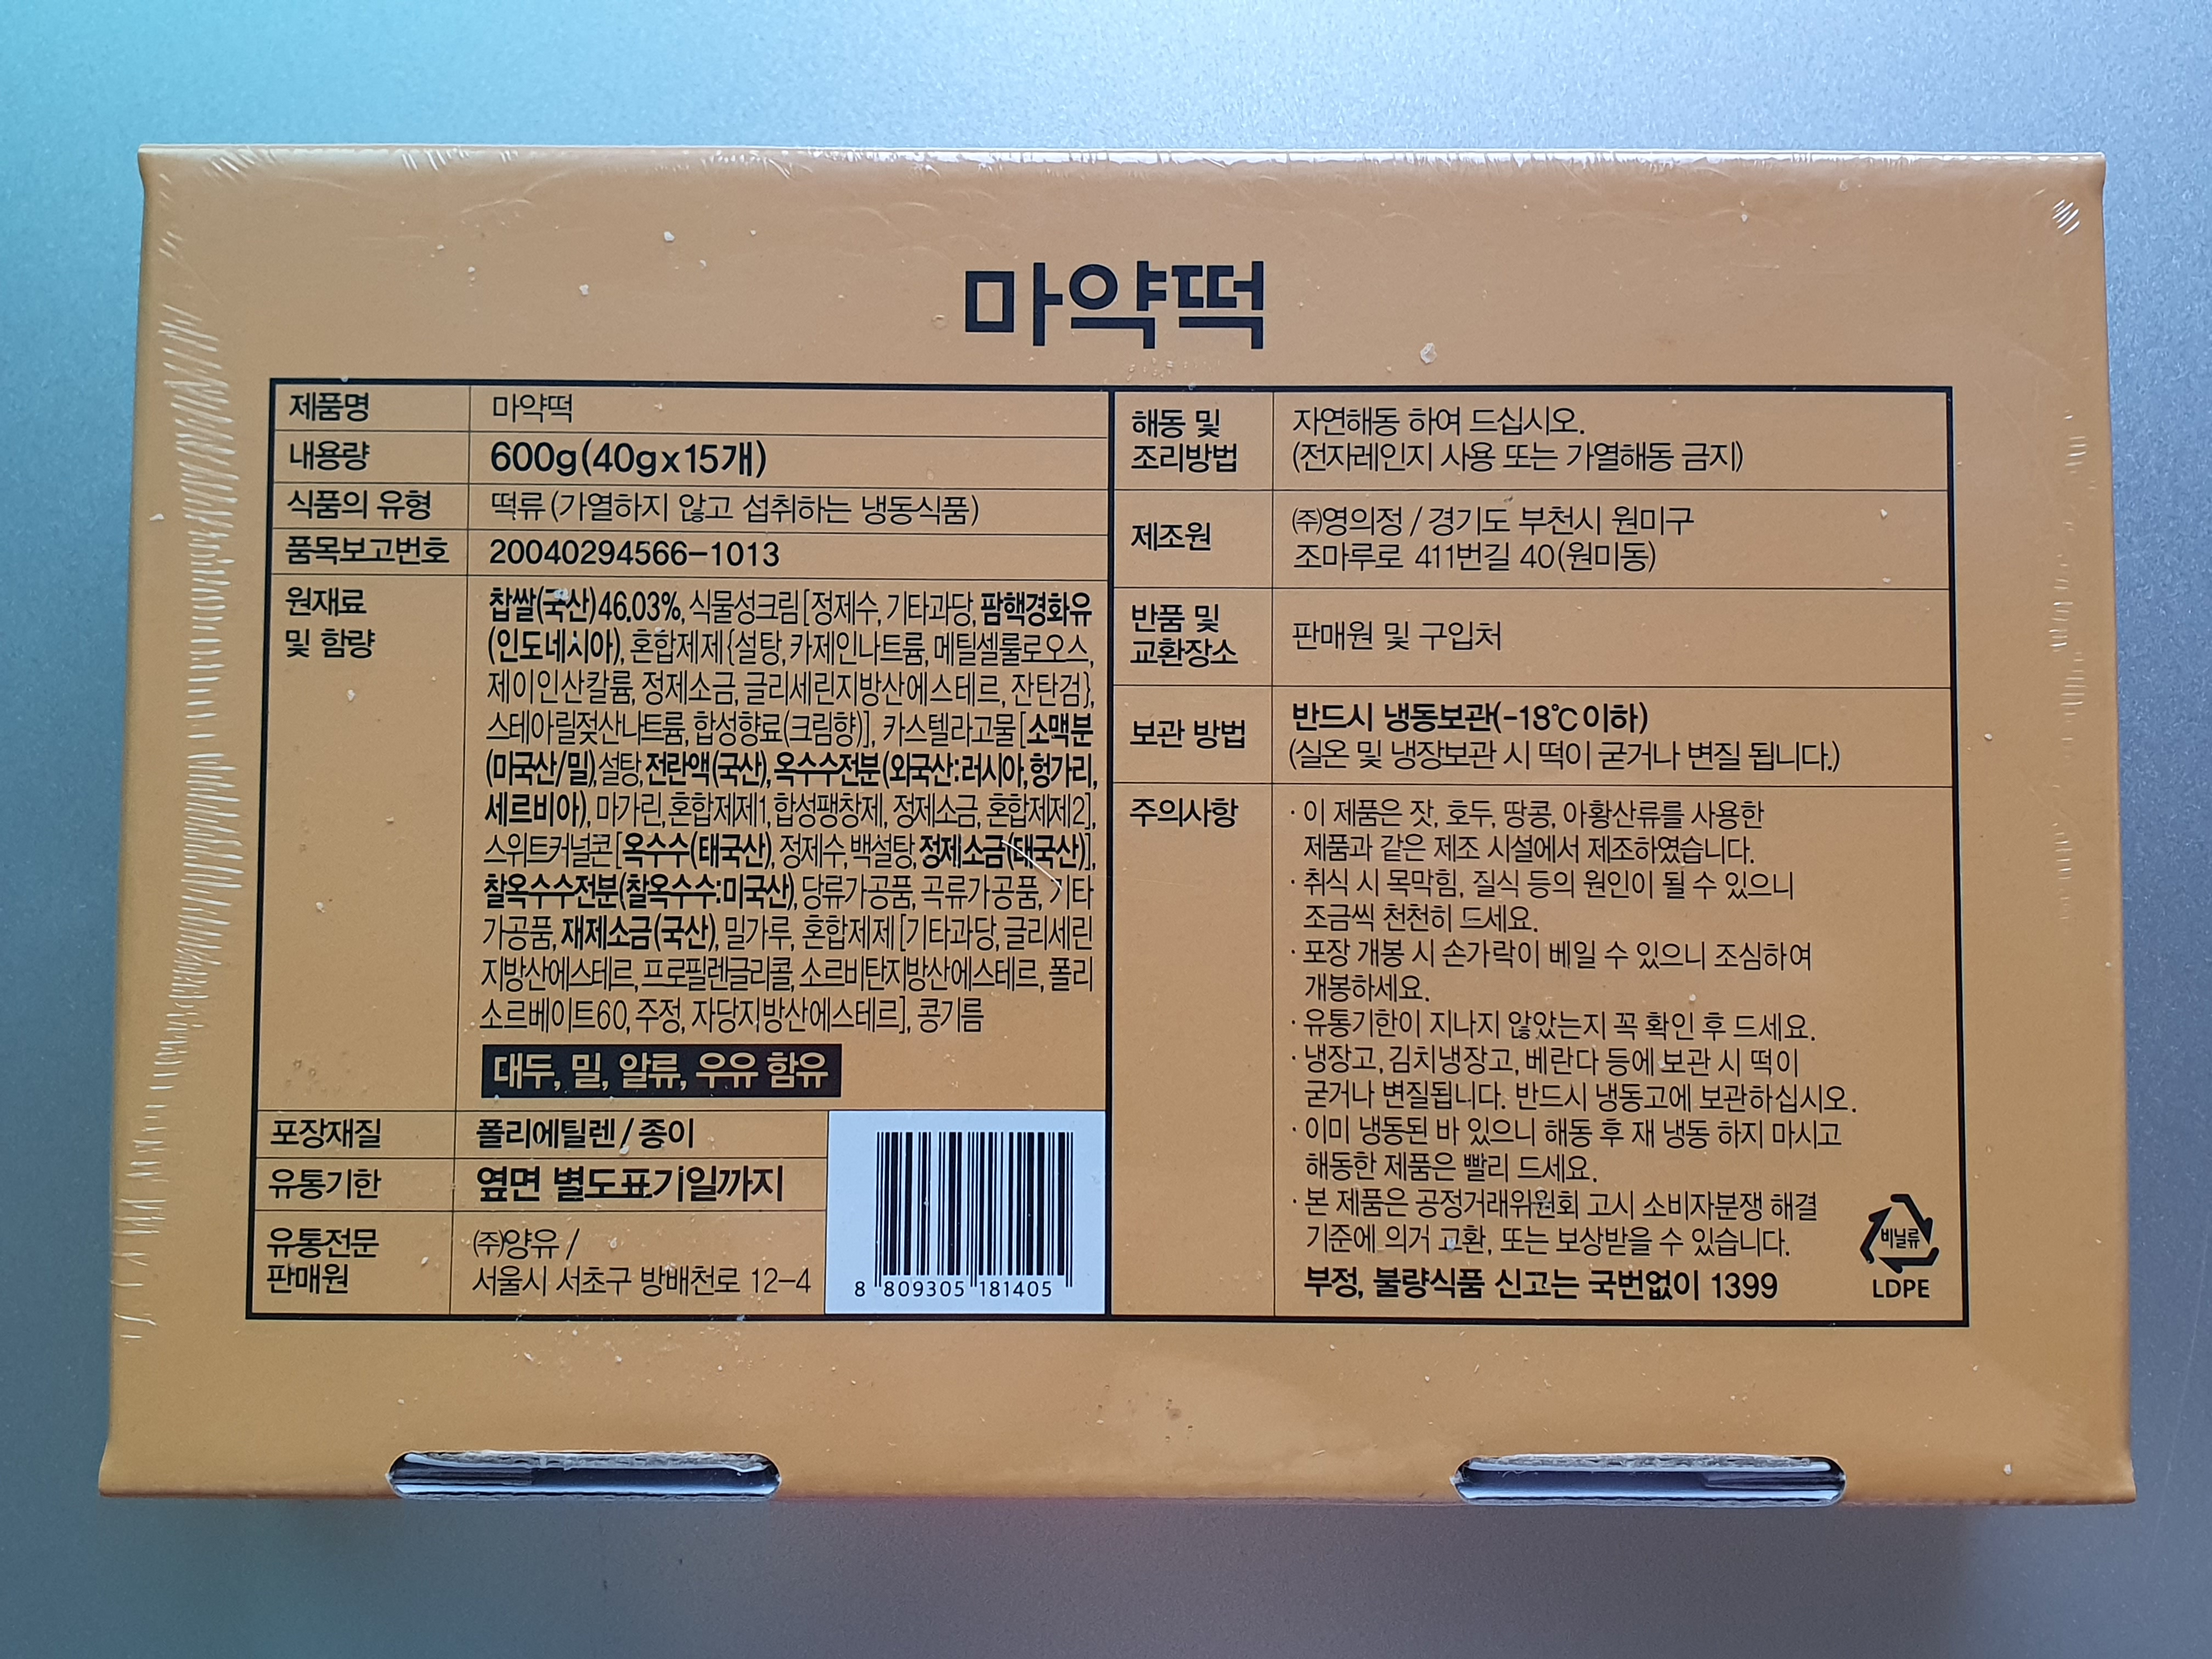 마약떡
제품명 마약떡
내용량 600g(40gx15개)
식품의 유형 떡류(가열하지 않고 섭취하는 냉동식품)
품목보고번호 20040294566-1013
원재료
및 함량
찹쌀(국산)46.03%, 식물성크림[정제수, 기타과당, 팜핵경화유
(인도네시아), 혼합제제{설탕, 카제인나트륨, 메틸셀룰로오스,
제이인산칼륨, 정제소금, 글리세린지방산에스테르, 잔탄검},
스테아릴젖산나트륨, 합성향료(크림향)], 카스텔라고물[소맥분
(미국산/밀), 설탕, 전란액(국산), 옥수수전분(외국산:러시아, 헝가리,
세르비아), 마가린, 혼합제제1, 합성팽창제, 정제소금, 혼합제제2],
스위트커널콘[옥수수(태국산), 정제수, 백설탕, 정제소금(태국산)],
찰옥수수전분(찰옥수수:미국산), 당류가공품, 곡류가공품, 기타
가공품, 재제소금(국산), 밀가루, 혼합제제[기타과당, 글리세린
지방산에스테르, 프로필렌글리콜, 소르비탄지방산에스테르, 폴리
소르베이트60, 주정, 자당지방산에스테르], 콩기름
대두, 밀, 알류, 우유 함유
포장재질 폴리에틸렌/종이
유통기한 옆면 별도표기일까지
유통전문
판매원
㈜양유/
서울시 서초구 방배천로 12-4
8 809305 181405
해동 및
조리방법
자연해동 하여 드십시오.
(전자레인지 사용 또는 가열해동 금지)
제조원
㈜영의정/경기도 부천시 원미구
조마루로 411번길 40(원미동)
반품 및
교환장소
판매원 및 구입처
보관 방법
반드시 냉동보관(-18℃이하)
(실온 및 냉장보관 시 떡이 굳거나 변질 됩니다.)
주의사항
· 이 제품은 잣, 호두, 땅콩, 아황산류를 사용한
제품과 같은 제조 시설에서 제조하였습니다.
· 취식 시 목막힘, 질식 등의 원인이 될 수 있으니
조금씩 천천히 드세요.
· 포장 개봉 시 손가락이 베일 수 있으니 조심하여
개봉하세요.
· 유통기한이 지나지 않았는지 꼭 확인 후 드세요.
· 냉장고, 김치냉장고, 베란다 등에 보관 시 떡이
굳거나 변질됩니다. 반드시 냉동고에 보관하십시오.
· 이미 냉동된 바 있으니 해동 후 재 냉동 하지 마시고
해동한 제품은 빨리 드세요.
· 본 제품은 공정거래위원회 고시 소비자분쟁 해결
기준에 의거 교환, 또는 보상받을 수 있습니다.
부정, 불량식품 신고는 국번없이 1399
비닐류
LDPE